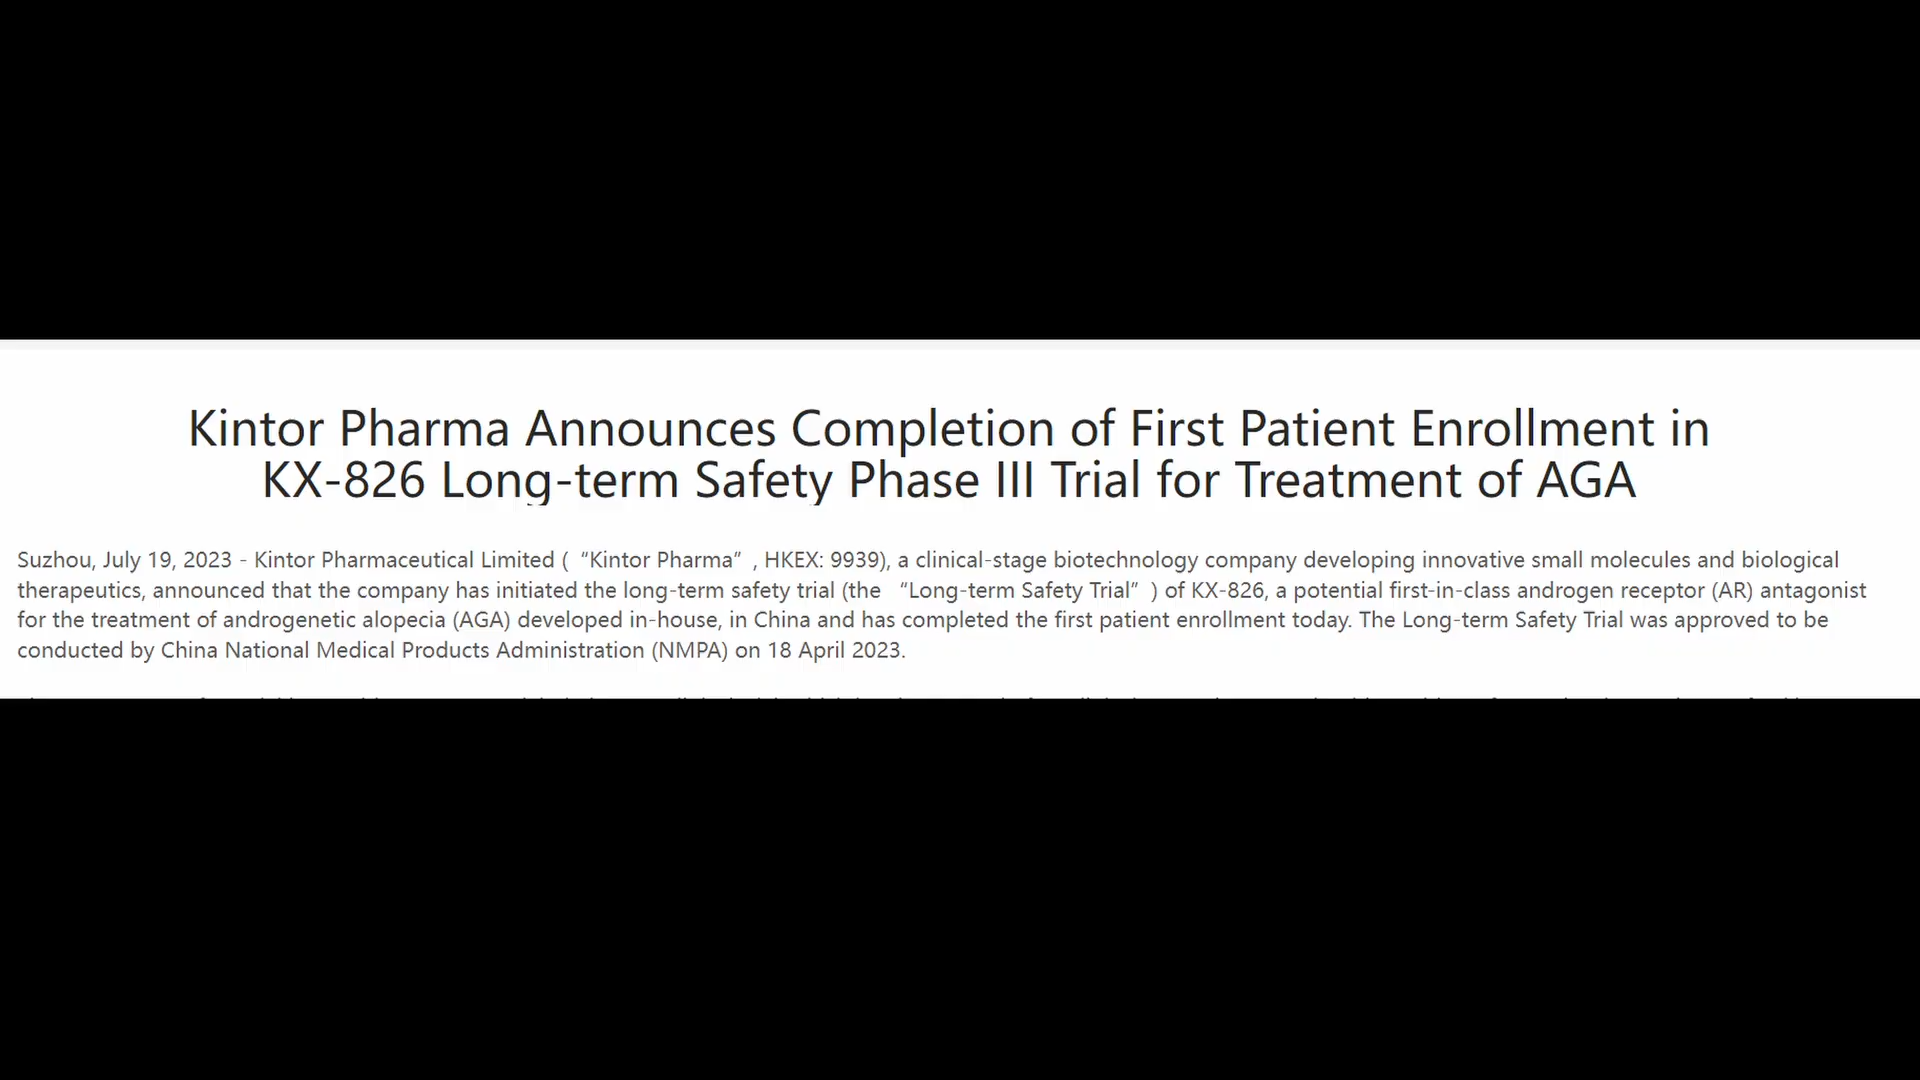 Kintor Pharma Announces Completion of First Patient Enrollment in
KX-826 Long-term Safety Phase III Trial for Treatment of AGA
Suzhou, July 19, 2023 - Kintor Pharmaceutical Limited ( “Kintor Pharma” , HKEX: 9939), a clinical-stage biotechnology company developing innovative small molecules and biological
therapeutics, announced that the company has initiated the long-term safety trial (the “Long-term Safety Trial” ) of KX-826, a potential first-in-class androgen receptor (AR) antagonist
for the treatment of androgenetic alopecia (AGA) developed in-house, in China and has completed the first patient enrollment today. The Long-term Safety Trial was approved to be
conducted by China National Medical Products Administration (NMPA) on 18 April 2023.